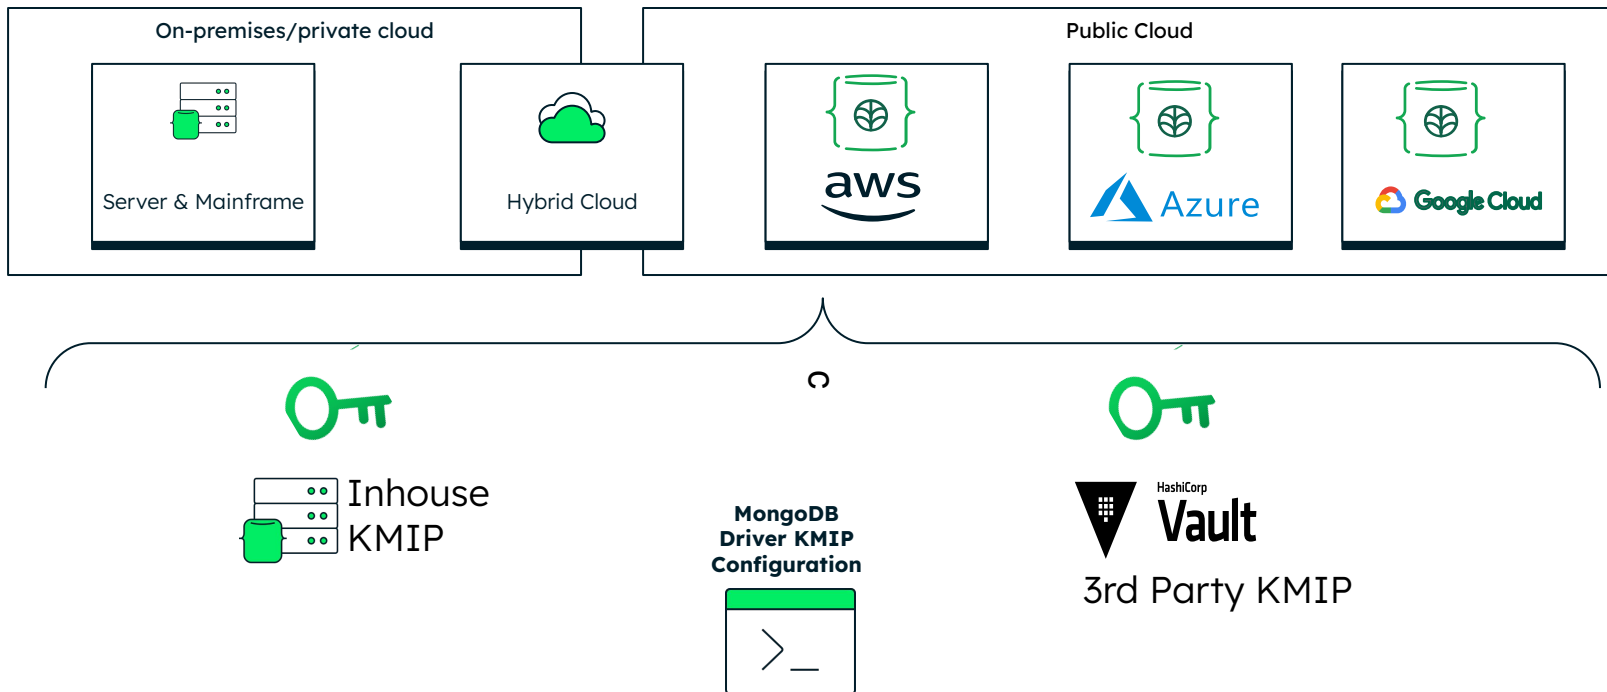 On-premises/private cloud
Public Cloud
Server & Mainframe
Hybrid Cloud
aws
Azure
Google Cloud
C
Inhouse
KMIP
MongoDB
Driver KMIP
Configuration
>_
HashiCorp
Vault
3rd Party KMIP